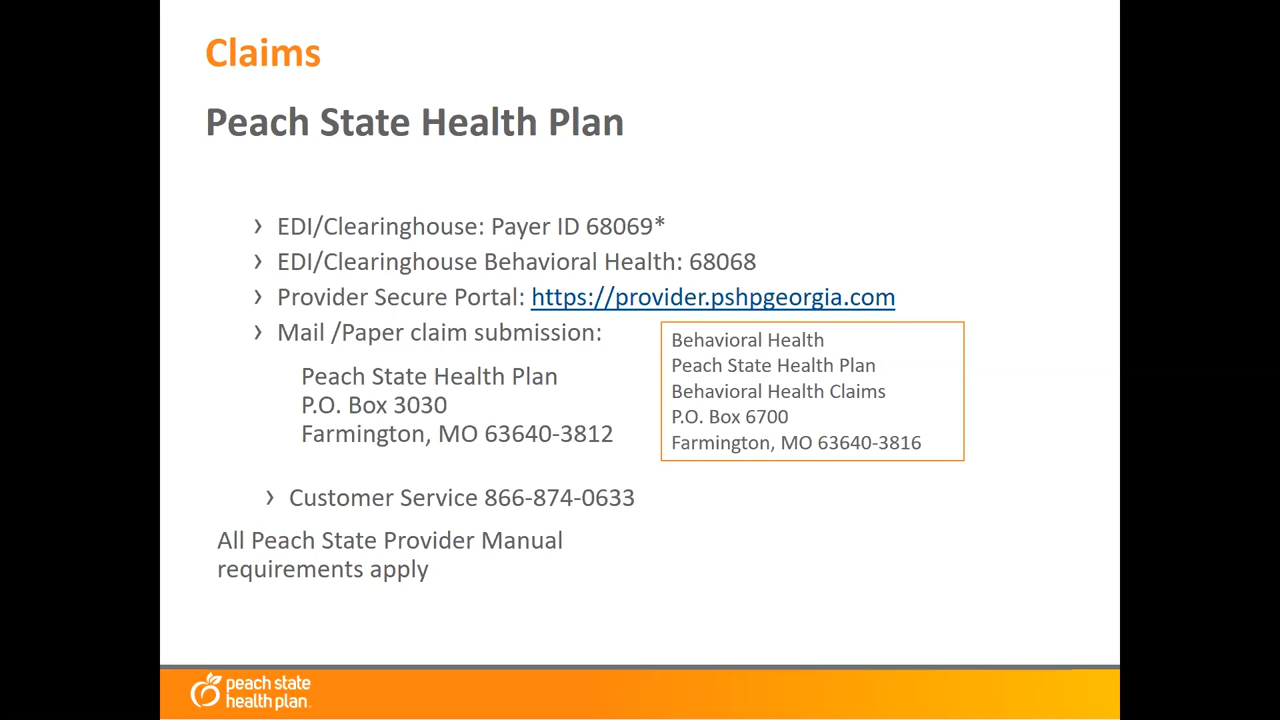 Claims
Peach State Health Plan
› EDI/Clearinghouse: Payer ID 68069*
› EDI/Clearinghouse Behavioral Health: 68068
› Provider Secure Portal: https://provider.pshpgeorgia.com
› Mail /Paper claim submission:
Peach State Health Plan
P.O. Box 3030
Farmington, MO 63640-3812
Behavioral Health
Peach State Health Plan
Behavioral Health Claims
P.O. Box 6700
Farmington, MO 63640-3816
› Customer Service 866-874-0633
All Peach State Provider Manual
requirements apply
peach state
health plan.